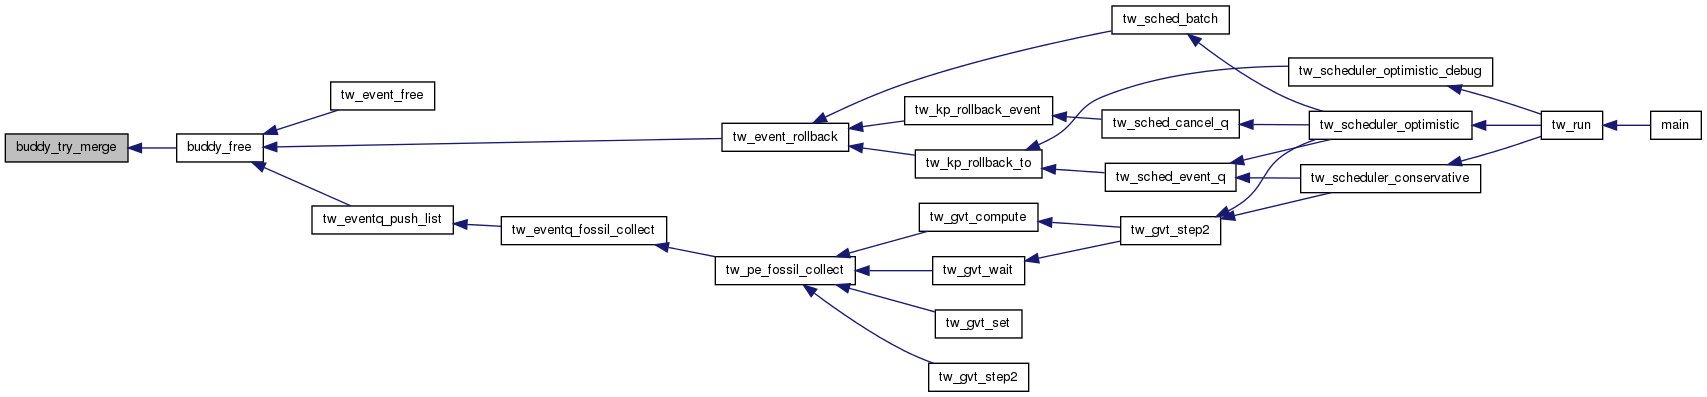 tw_sched_batch
tw_scheduler_optimistic_debug
tw_event_free
tw_kp_rollback_event
tw_sched_cancel_q
tw_scheduler_optimistic
tw_run
main
buddy_try_merge
buddy_free
tw_event_rollback
tw_kp_rollback_to
tw_sched_event_q
tw_scheduler_conservative
tw_eventq_push_list
tw_eventq_fossil_collect
tw_gvt_compute
tw_gvt_step2
tw_pe_fossil_collect
tw_gvt_wait
tw_gvt_set
tw_gvt_step2